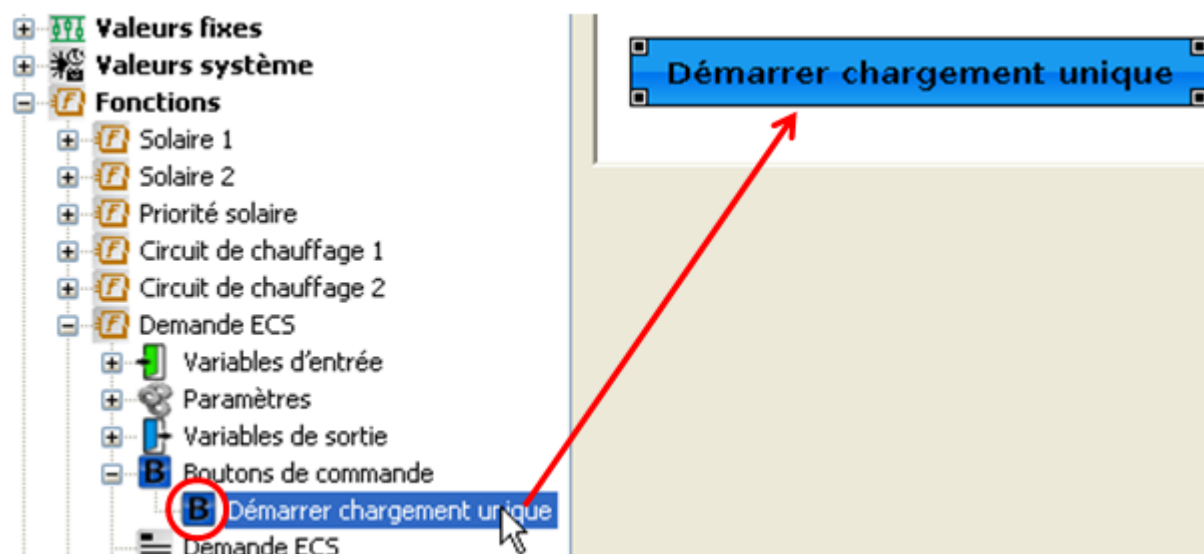 Valeurs fixes
Valeurs système
Fonctions
Solaire 1
Solaire 2
Priorité solaire
Circuit de chauffage 1
Circuit de chauffage 2
Demande ECS
Variables d'entrée
Paramètres
Variables de sortie
B Boutons de commande
B Démarrer chargement unique
Demande ECS
Démarrer chargement unique